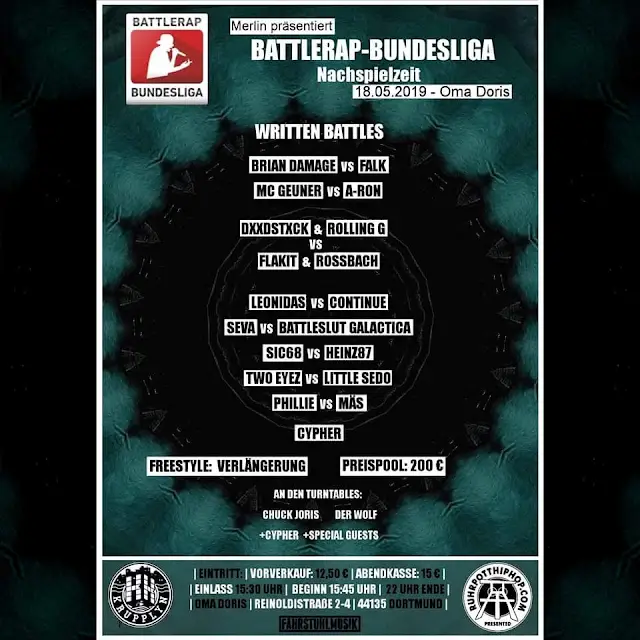 BATTLERAP
BUNDESLIGA
Merlin präsentiert
BATTLERAP-BUNDESLIGA
Nachspielzeit
18.05.2019 - Oma Doris
WRITTEN BATTLES
BRIAN DAMAGE vs FALK
MC GEUNER vs A-RON
DXXDSTXCK & ROLLING G
VS
FLAKIT & ROSSBACH
LEONIDAS vs CONTINUE
SEVA vs BATTLESLUT GALACTICA
SIC68 vs HEINZ87
TWO EYEZ vs LITTLE SEDO
PHILLIE vs MÄS
CYPHER
FREESTYLE: VERLÄNGERUNG PREISPOOL: 200 €
AN DEN TURNTABLES:
CHUCK JORIS DER WOLF
+CYPHER +SPECIAL GUESTS
| EINTRITT: | VORVERKAUF: 12,50 € | ABENDKASSE: 15 € |
| EINLASS 15:30 UHR | BEGINN 15:45 UHR | 22 UHR ENDE |
| OMA DORIS | REINOLDISTRAßE 2-4 | 44135 DORTMUND |
FAHRSTUHLMUSIK
KRUPPLYN
RUHRPOTTHIPHOP.COM
PRESENTED